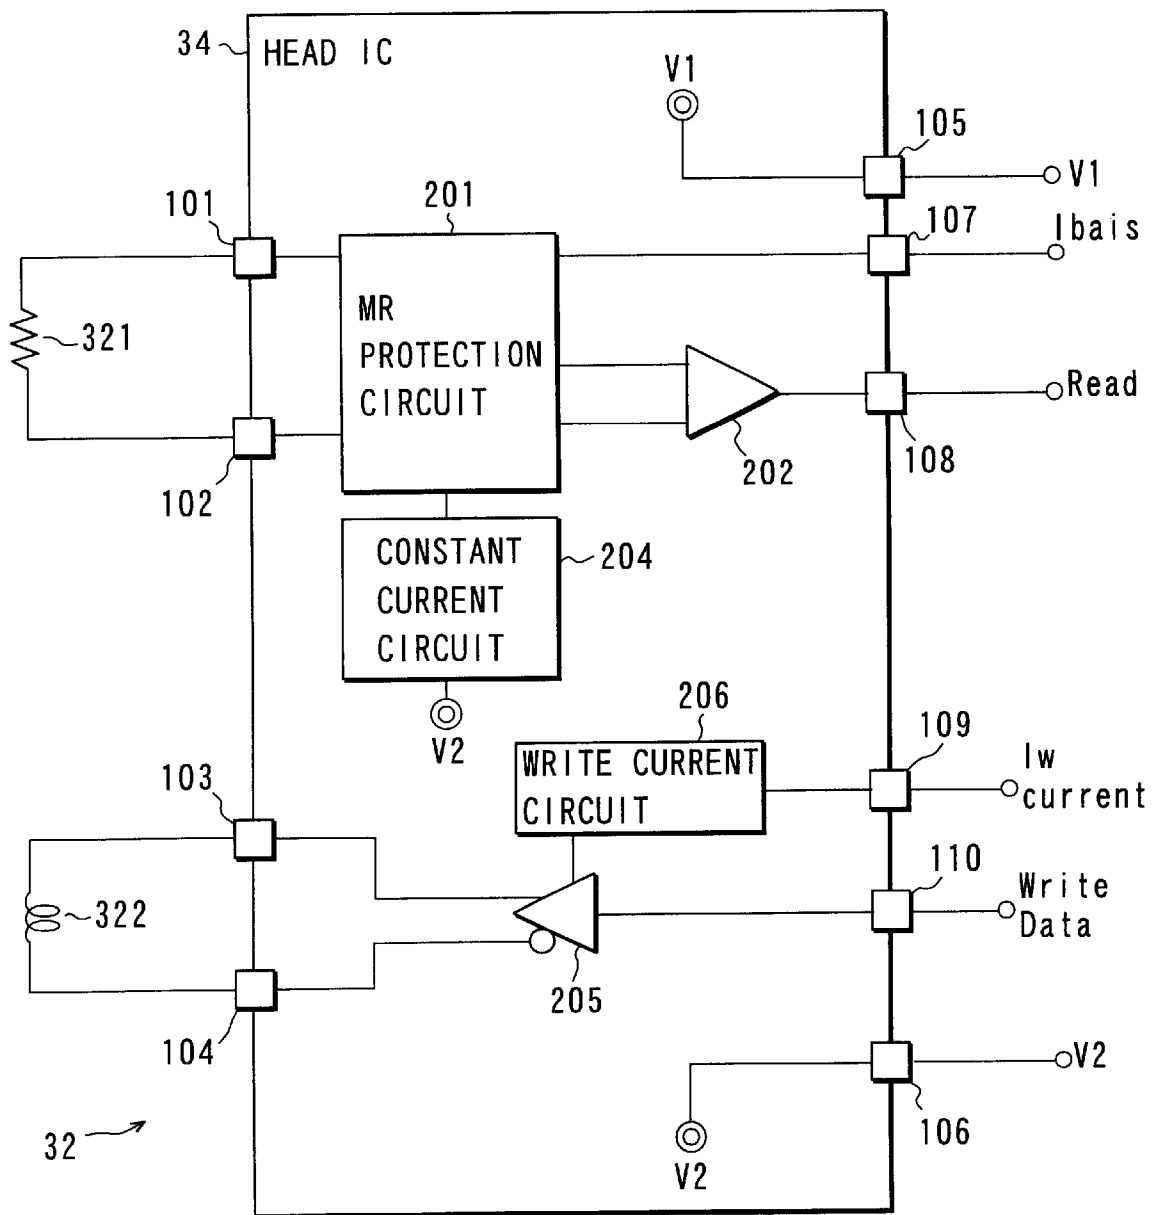 34
HEAD IC
V1
105
V1
101
201
107
Ibais
MR
PROTECTION
CIRCUIT
321
Read
102
202
108
CONSTANT
CURRENT
CIRCUIT
204
V2
206
109
WRITE CURRENT
CIRCUIT
Iw
current
103
110
Write
Data
322
205
104
V2
106
32
V2